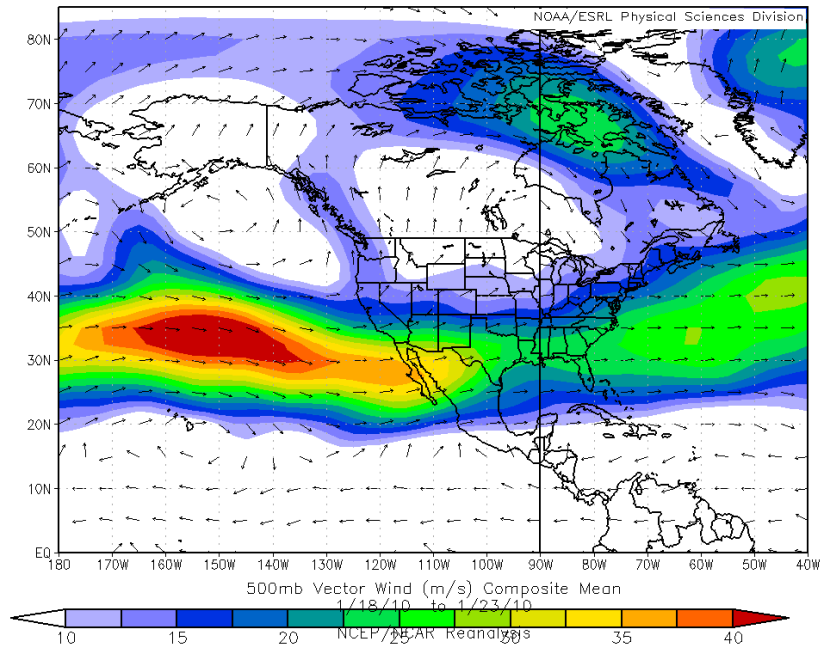 NOAA/ESRL Physical Sciences Division
80N
70N
60N
50N
40N
30N
20N
10N
EQ
180 170W 160W 150W 140W 130W 120W 110W 100W 90W 80W 70W 60W 50W 40W
500mb Vector Wind (m/s) Composite Mean
1/18/10 to 1/23/10
NCEP/NCAR Reanalysis
10 15 20 25 30 35 40